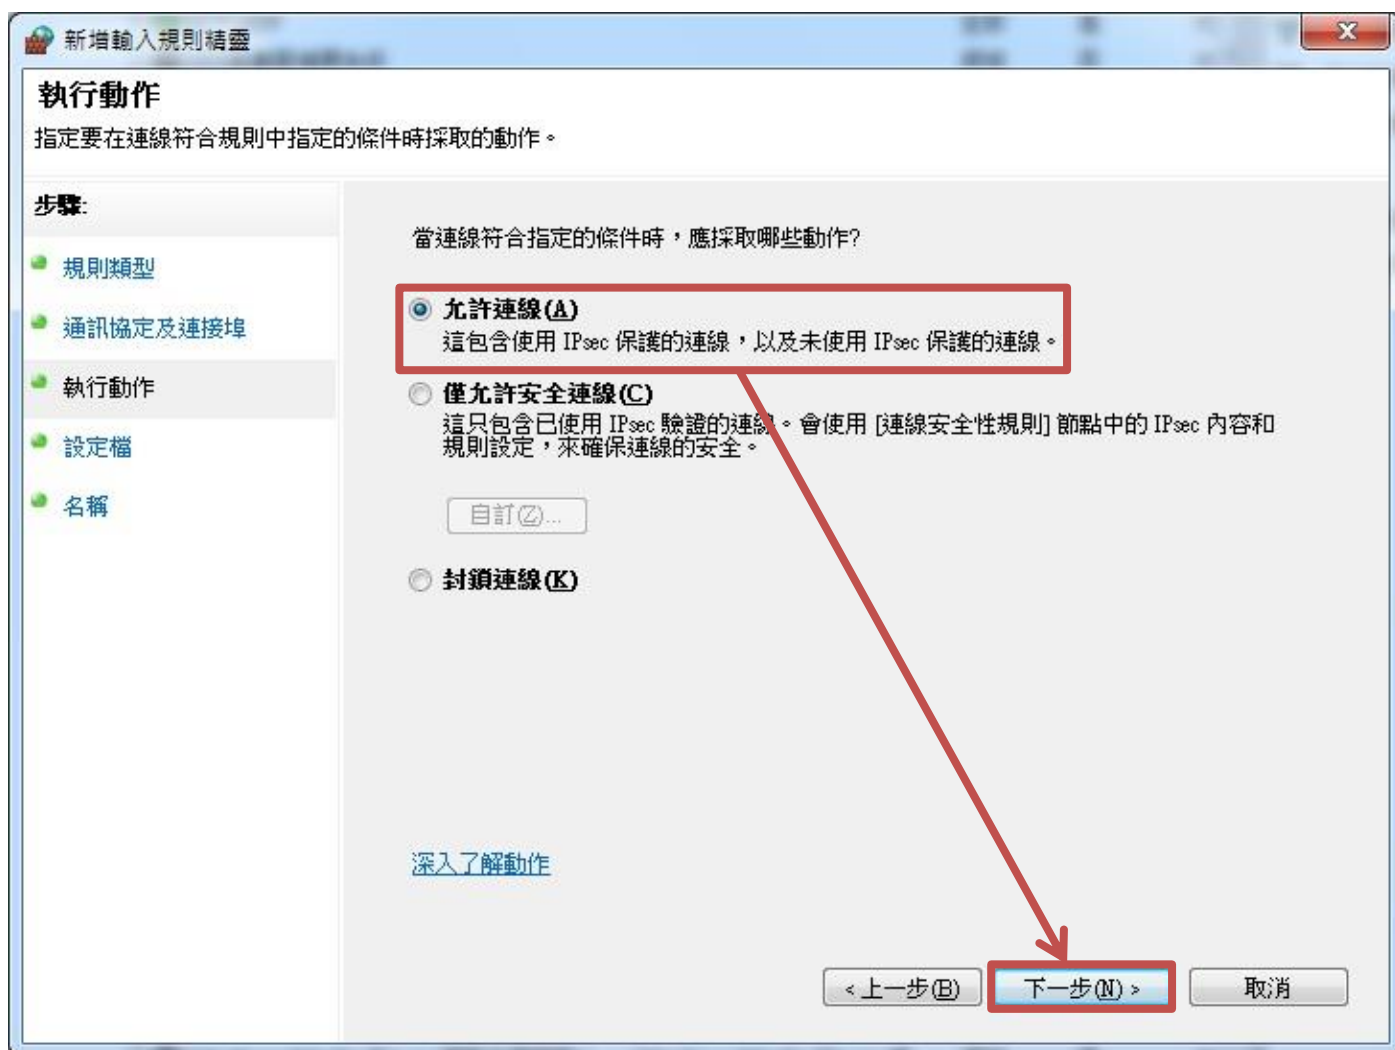 新增輸入規則精靈
執行動作
指定要在連線符合規則中指定的條件時採取的動作。
步驟:
規則類型
通訊協定及連接埠
執行動作
設定檔
名稱
當連線符合指定的條件時，應採取哪些動作?
允許連線(A)
這包含使用 IPsec 保護的連線，以及未使用 IPsec 保護的連線。
僅允許安全連線(C)
這只包含已使用 IPsec 驗證的連線。會使用 [連線安全性規則] 節點中的 IPsec 內容和
規則設定，來確保連線的安全。
自訂(Z)...
封鎖連線(K)
深入了解動作
<上一步(B)
下一步(N)>
取消